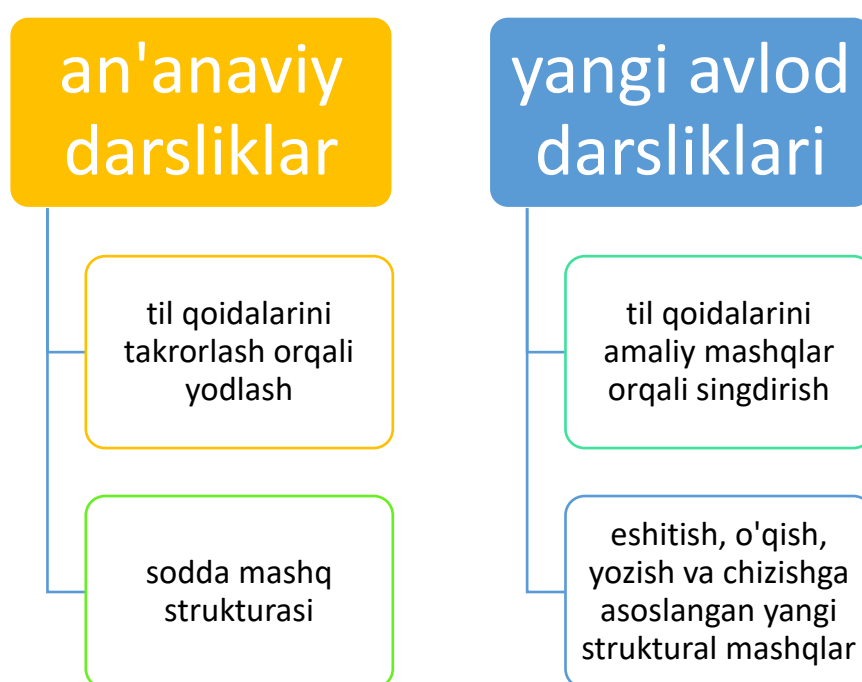 an'anaviy
darsliklar
til qoidalarini
takrorlash orqali
yodlash
sodda mashq
strukturasi
yangi avlod
darsliklari
til qoidalarini
amaliy mashqlar
orqali singdirish
eshitish, o'qish,
yozish va chizishga
asoslangan yangi
struktural mashqlar